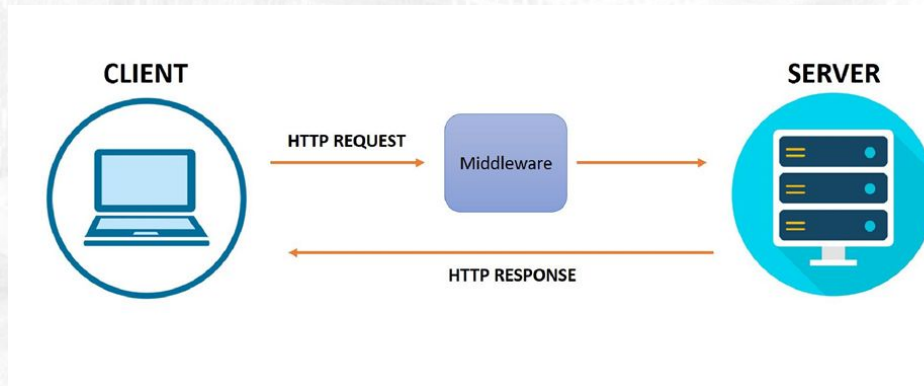 CLIENT
SERVER
HTTP REQUEST
Middleware
HTTP RESPONSE